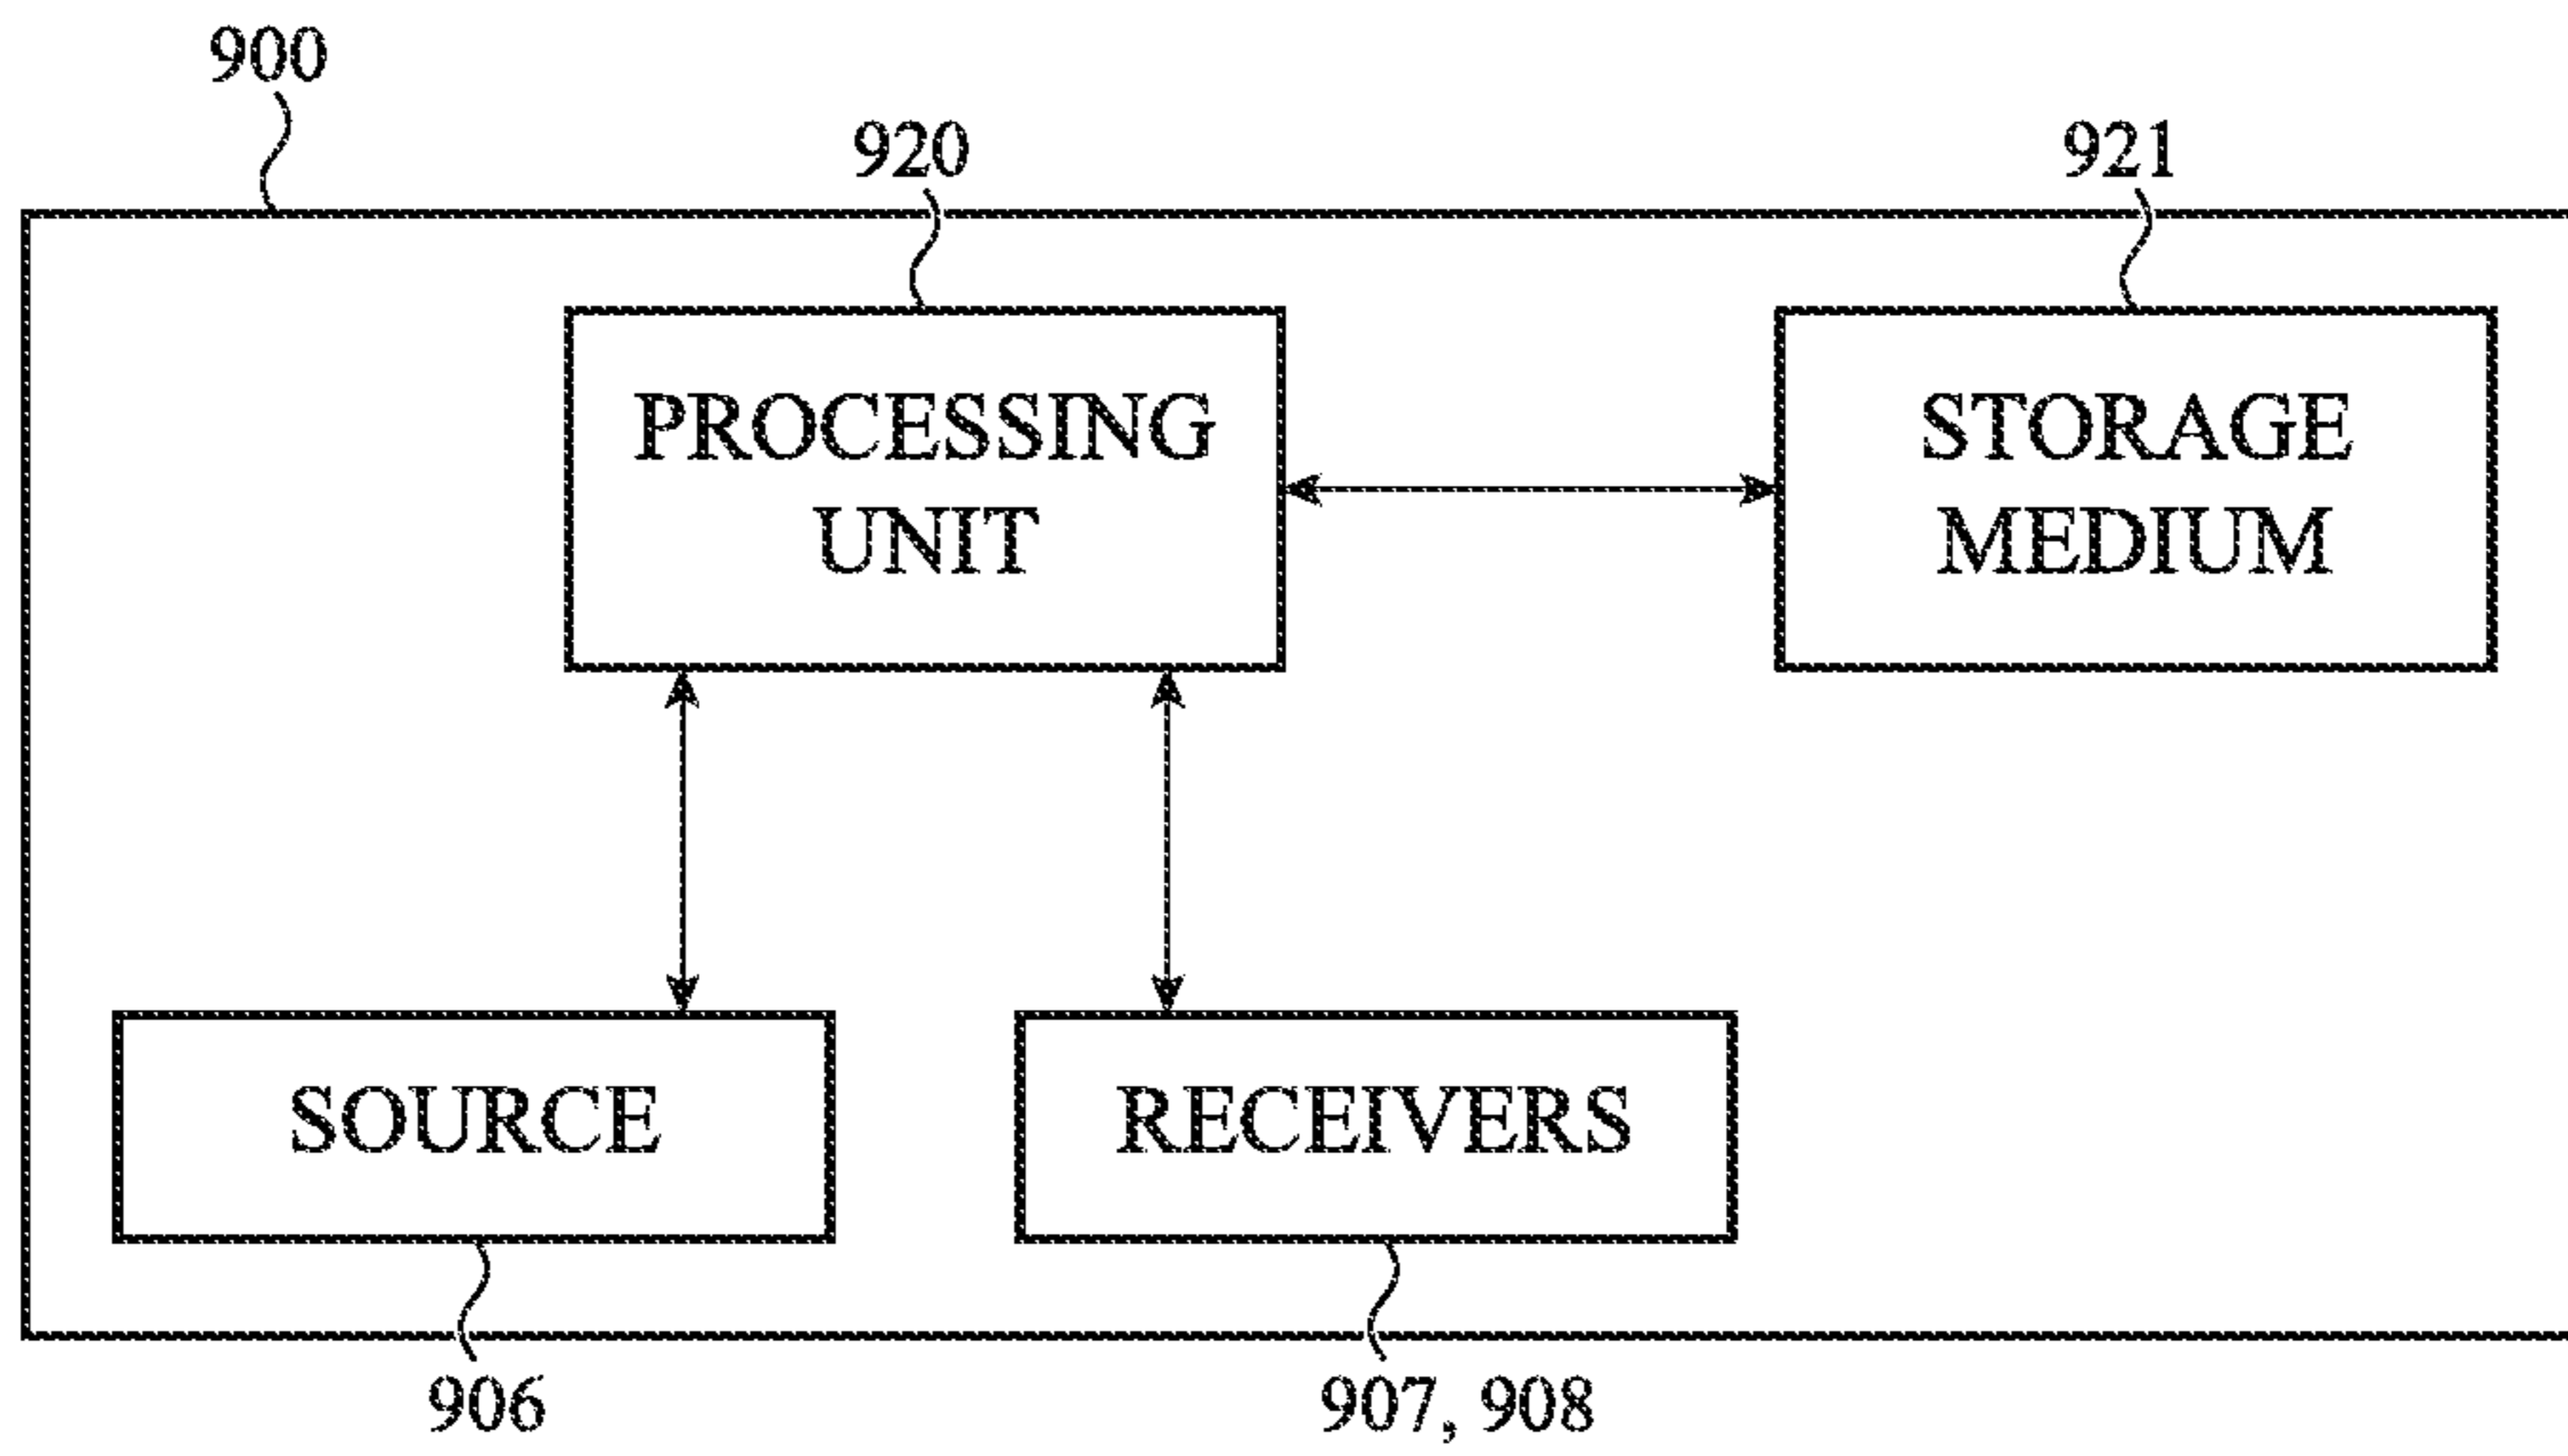 900
920
921
PROCESSING
UNIT
STORAGE
MEDIUM
SOURCE
RECEIVERS
906
907, 908